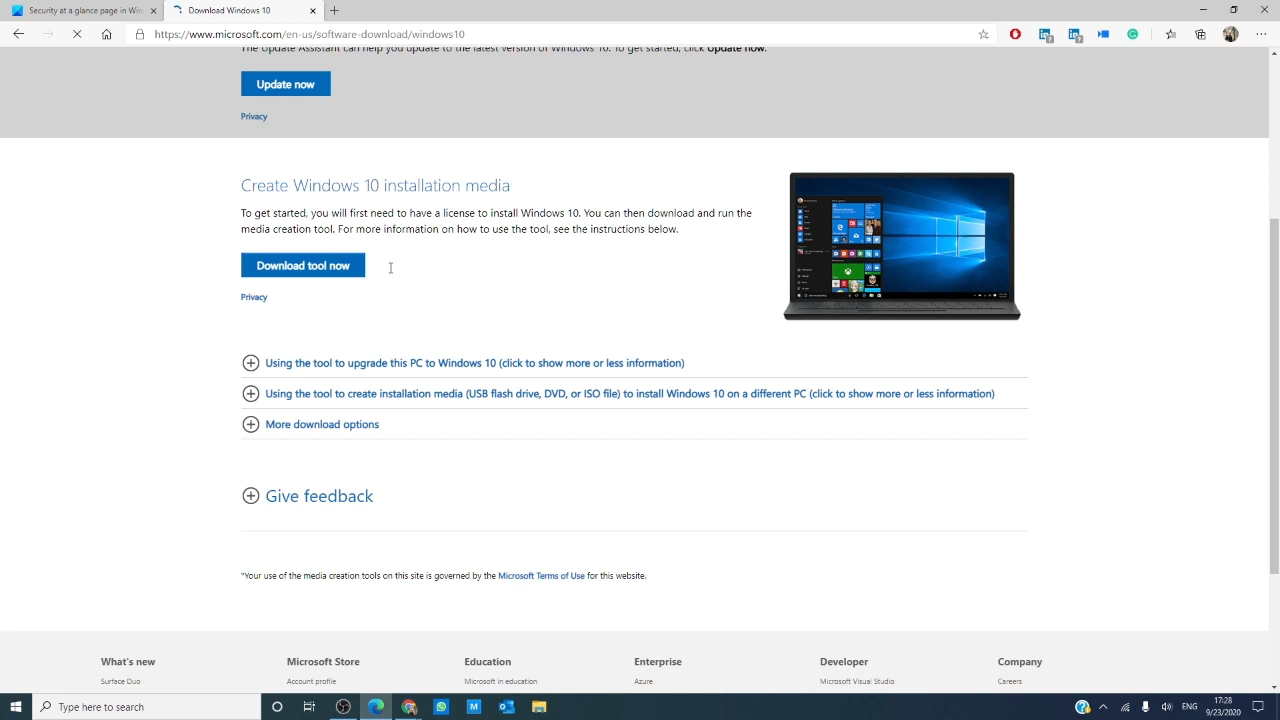 Security at a glance page in Win
Download Windows 10
https://www.microsoft.com/en-us/software-download/windows10
The Update Assistant can help you update to the latest version of Windows 10. To get started, click Update now.
Update now
Privacy
Create Windows 10 installation media
To get started, you will first need to have a license to install Windows 10. You can then download and run the
media creation tool. For more information on how to use the tool, see the instructions below.
Download tool now
Privacy
Using the tool to upgrade this PC to Windows 10 (click to show more or less information)
Using the tool to create installation media (USB flash drive, DVD, or ISO file) to install Windows 10 on a different PC (click to show more or less information)
More download options
Give feedback
*Your use of the media creation tools on this site is governed by the Microsoft Terms of Use for this website.
What's new Microsoft Store Education Enterprise Developer Company
Surface Duo Account profile Microsoft in education Azure Microsoft Visual Studio Careers
Type here to search
ENG
17:28
9/23/2020